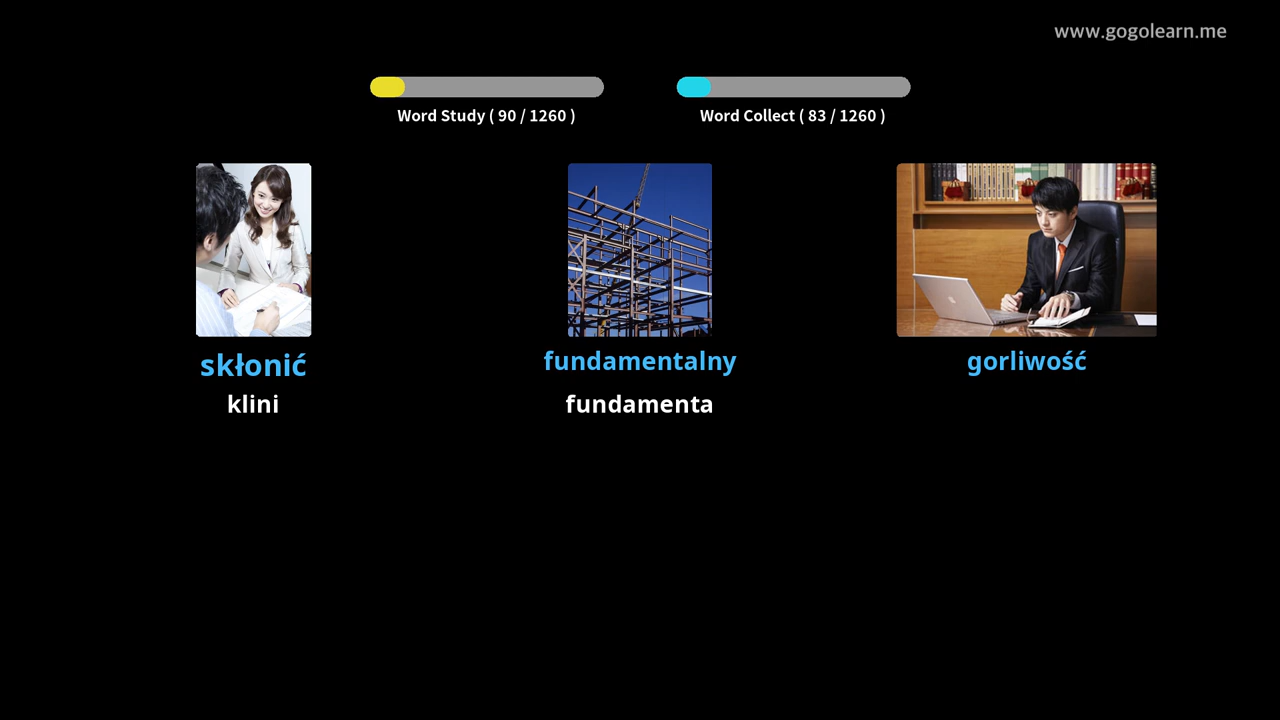 www.gogolearn.me
Word Study ( 90 / 1260 )
Word Collect ( 83 / 1260 )
skłonić
klini
fundamentalny
fundamenta
gorliwość